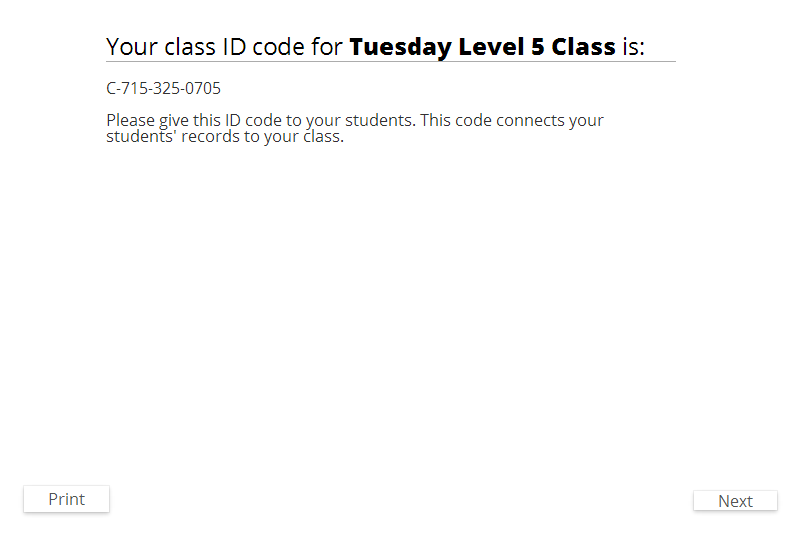 Your class ID code for Tuesday Level 5 Class is:
C-715-325-0705
Please give this ID code to your students. This code connects your
students' records to your class.
Print
Next